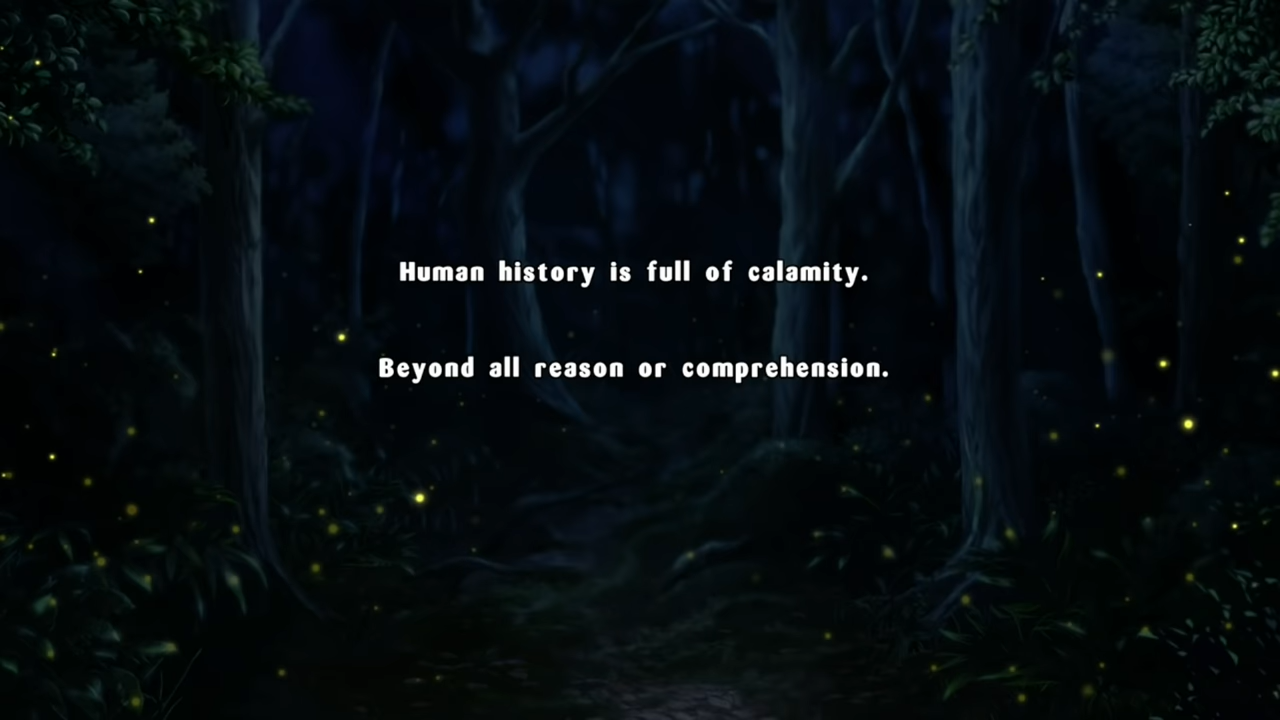 Human history is full of calamity.
Beyond all reason or comprehension.